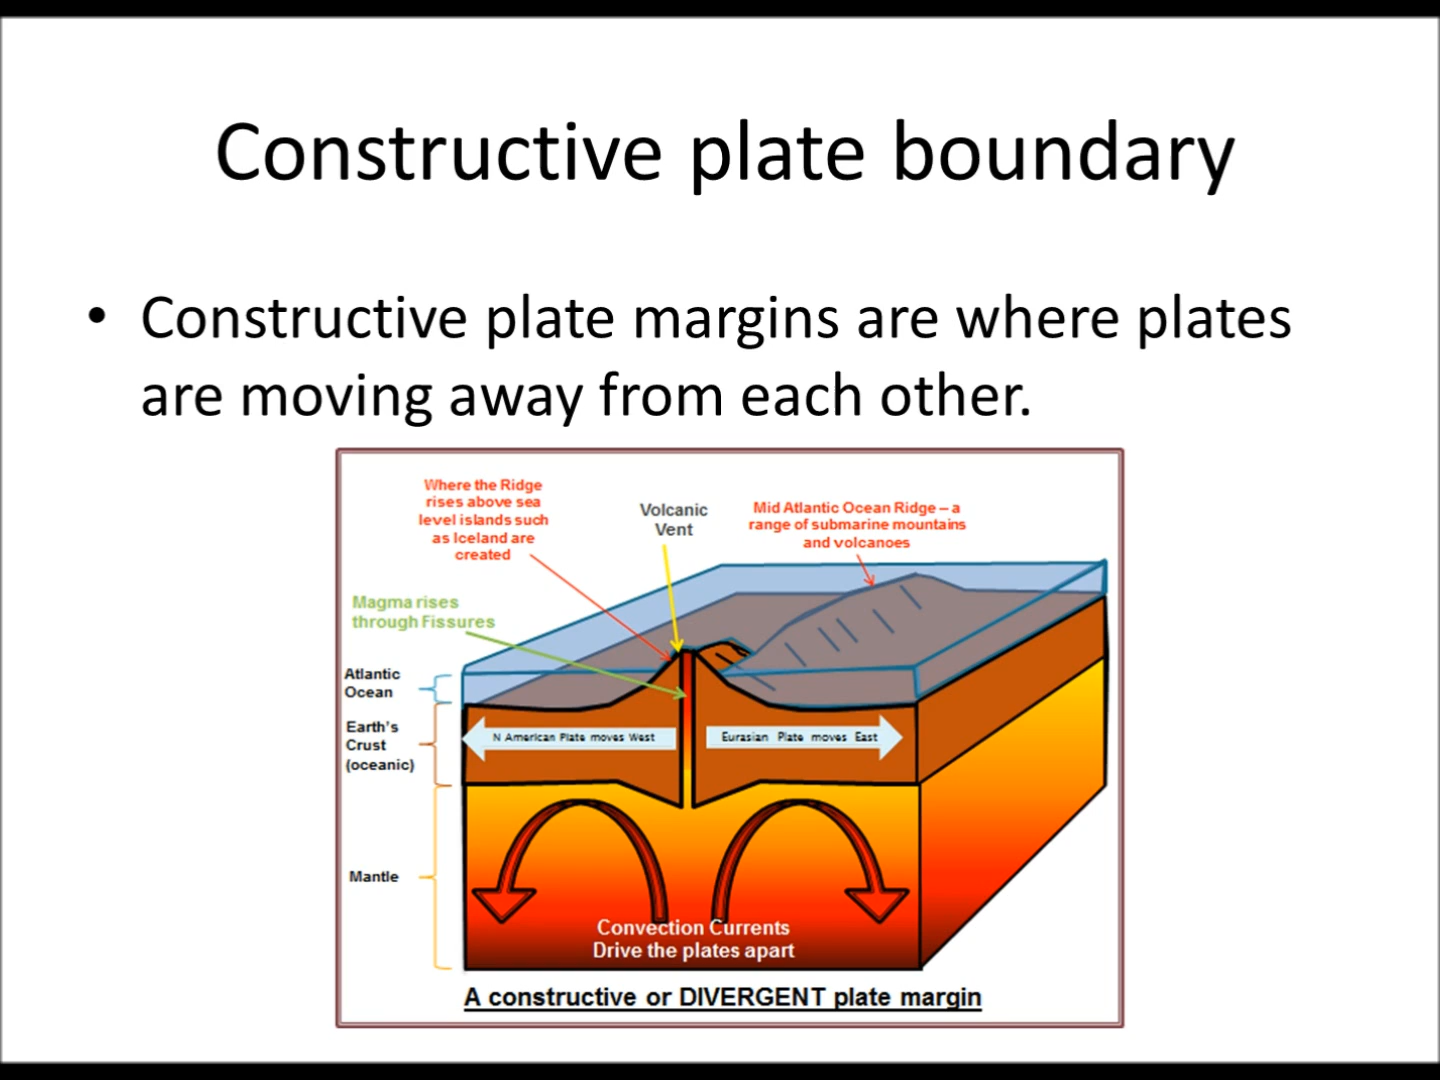 Constructive plate boundary
• Constructive plate margins are where plates
are moving away from each other.
Where the Ridge
rises above sea
level islands such
as Iceland are
created
Volcanic
Vent
Mid Atlantic Ocean Ridge – a
range of submarine mountains
and volcanoes
Magma rises
through Fissures
Atlantic
Ocean
Earth's
Crust
(oceanic)
N American Plate moves West
Eurasian Plate moves East
Mantle
Convection Currents
Drive the plates apart
A constructive or DIVERGENT plate margin